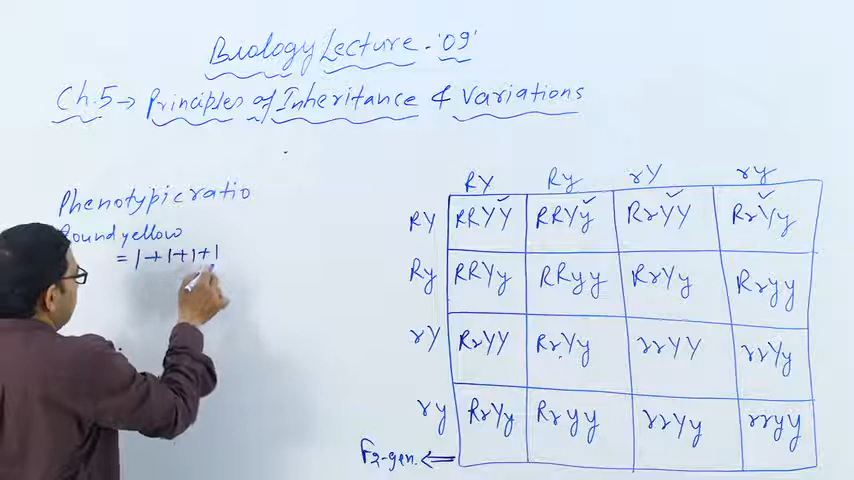 Biology Lecture - '09'
Ch.5→ Principles of Inheritance & Variations
Phenotypic ratio
Round yellow
= 1+1+1+1
RY Ry rY ry
RY RRYY RRYy RrYY RrYy
Ry RRYy RRyy RrYy Rryy
rY RrYY RrYy rrYY rrYy
ry RrYy Rryy rrYy rryy
F2-gen. ⇐